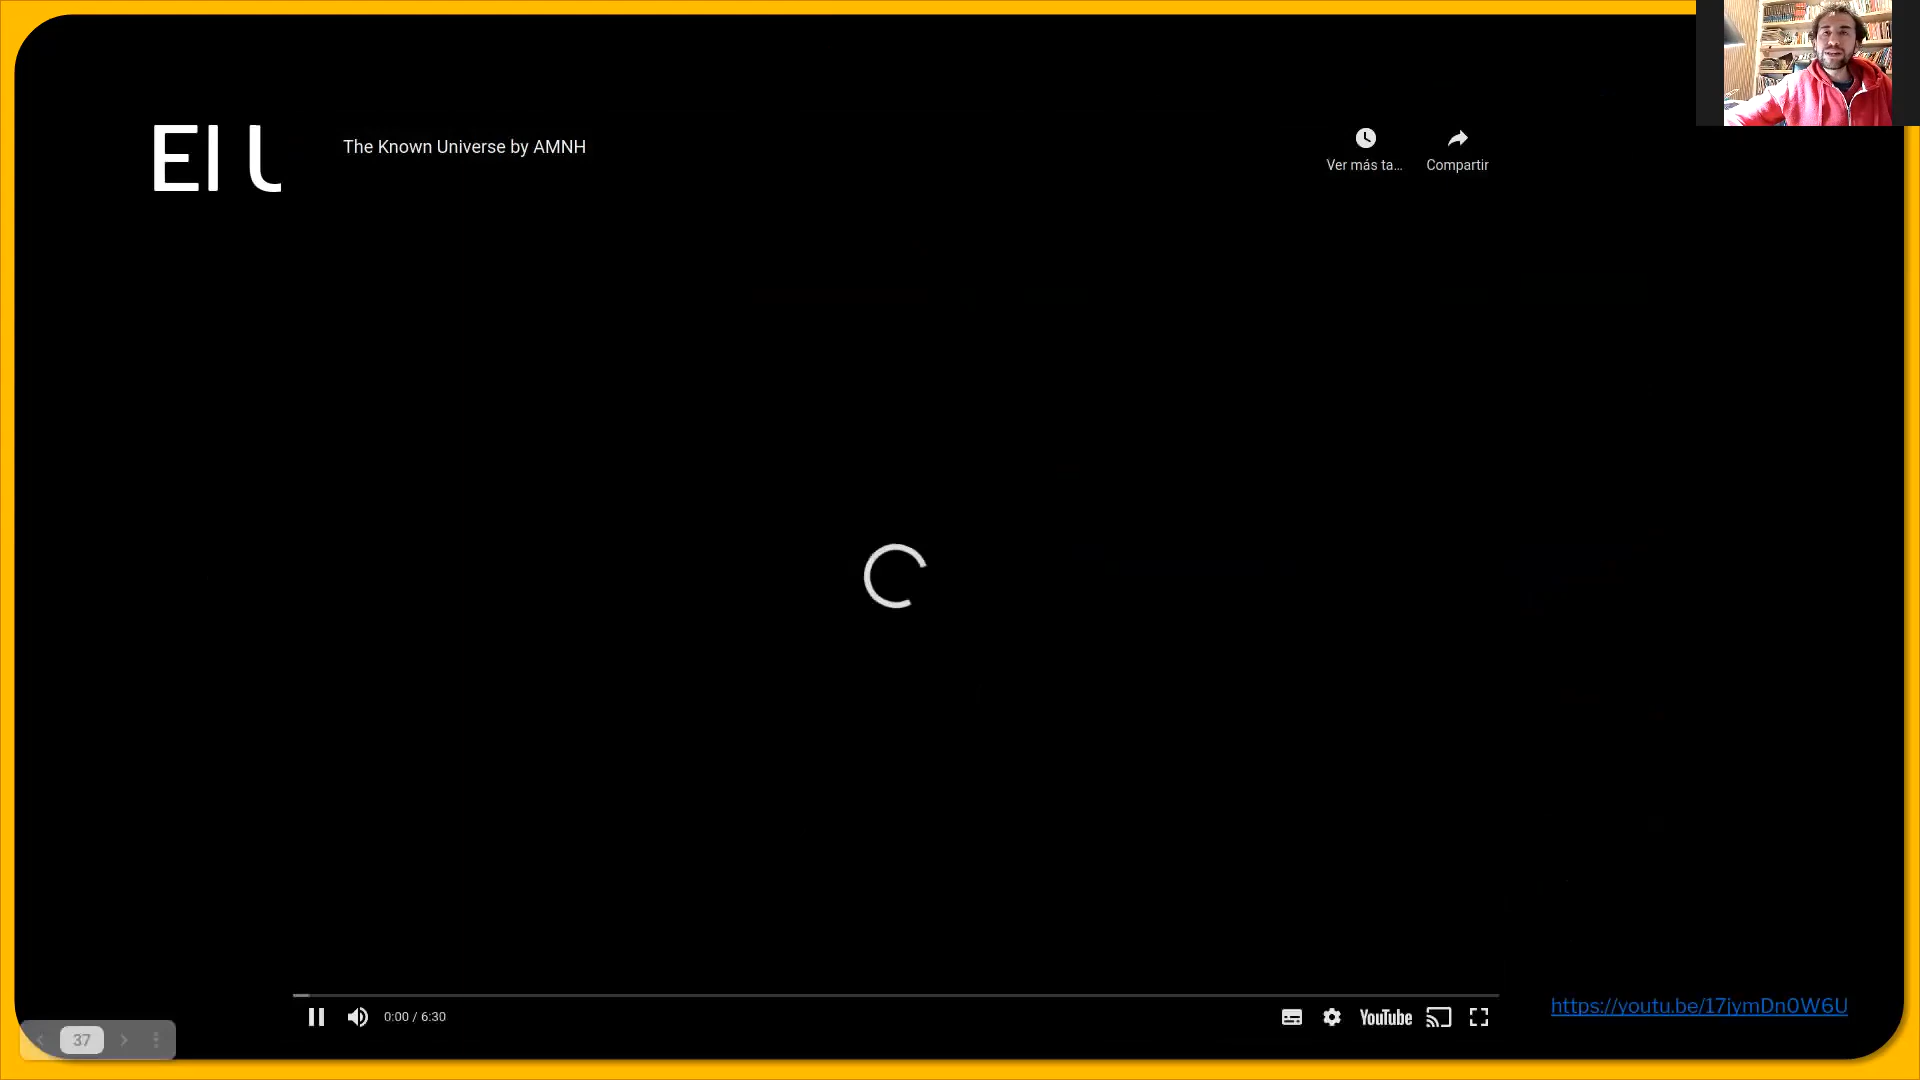 El
The Known Universe by AMNH
Ver más ta...
Compartir
0:00 / 6:30
YouTube
https://youtu.be/17jymDn0W6U
37